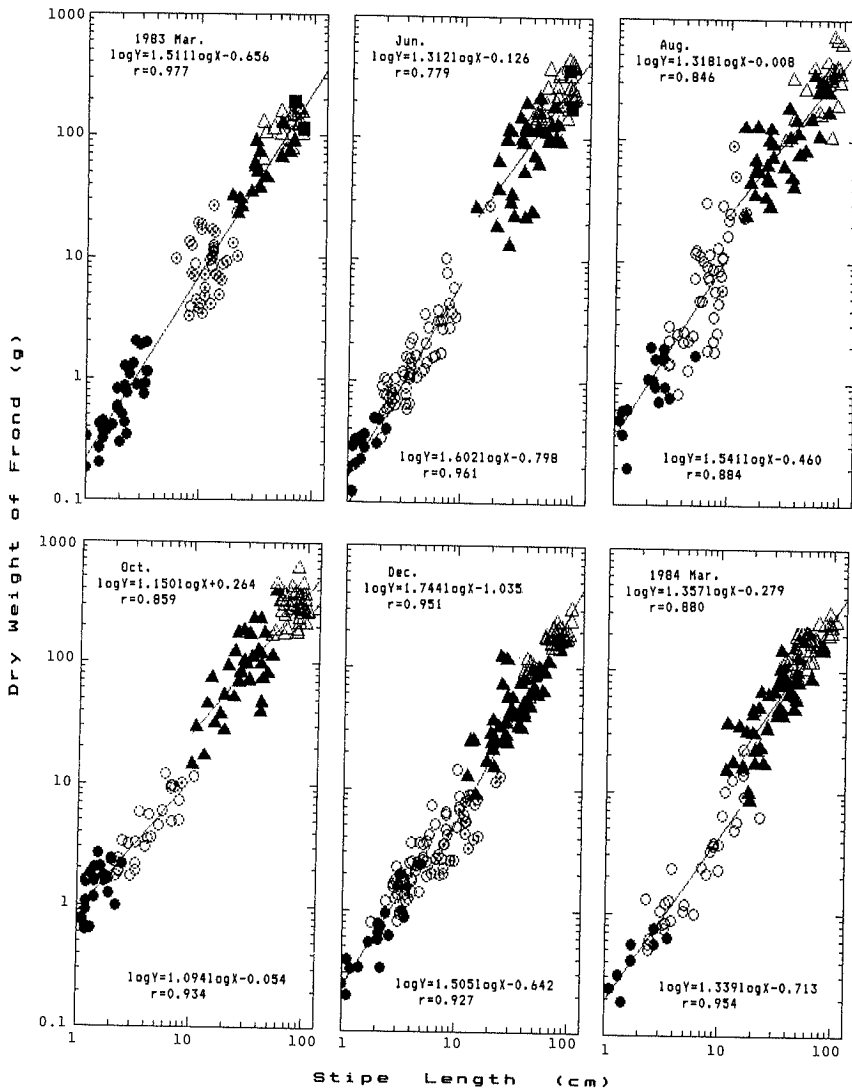 1983 Mar.
logY=1.511logX-0.656
r=0.977
Jun.
logY=1.312logX-0.126
r=0.779
Aug.
logY=1.318logX-0.008
r=0.846
logY=1.602logX-0.798
r=0.961
logY=1.541logX-0.460
r=0.884
1000
100
10
1
0.1
Oct.
logY=1.150logX+0.264
r=0.859
Dec.
logY=1.744logX-1.035
r=0.951
1984 Mar.
logY=1.357logX-0.279
r=0.880
logY=1.094logX-0.054
r=0.934
logY=1.505logX-0.642
r=0.927
logY=1.339logX-0.713
r=0.954
1000
100
10
1
0.1
1 10 100
1 10 100
1 10 100
Dry Weight of Frond (g)
Stipe Length (cm)